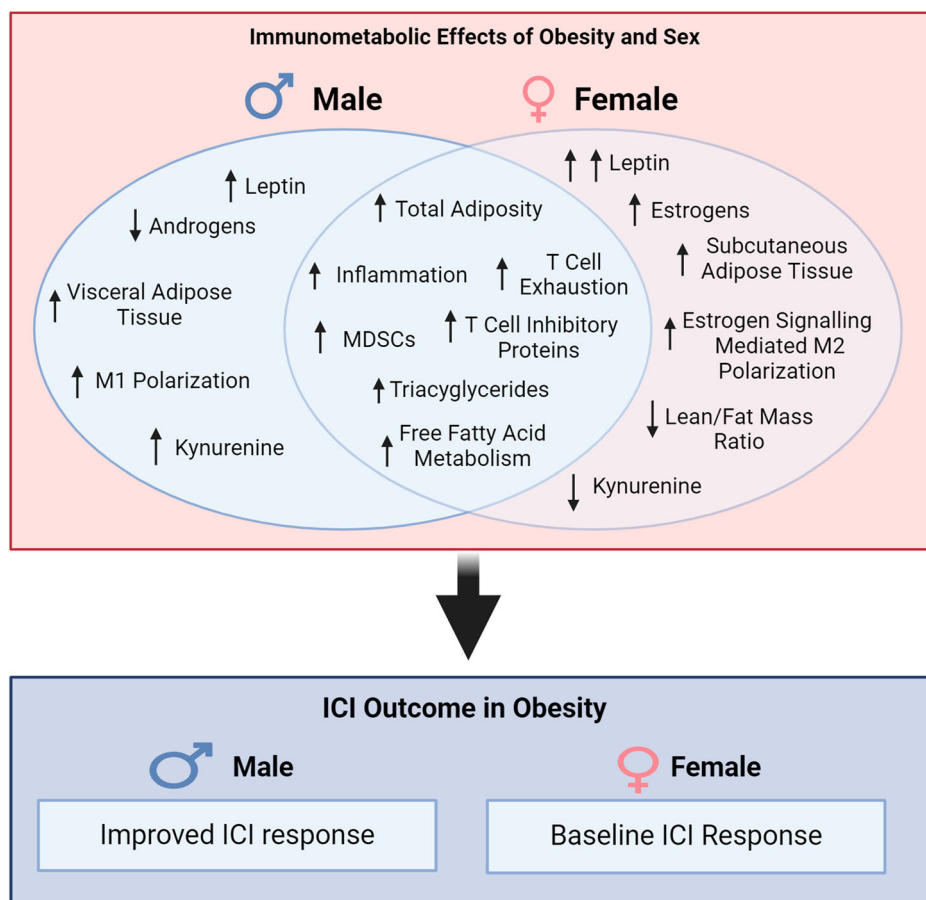 Immunometabolic Effects of Obesity and Sex
Male
Female
↑ Leptin
↓ Androgens
↑ Visceral Adipose
Tissue
↑ M1 Polarization
↑ Kynurenine
↑ Total Adiposity
↑ Inflammation
↑ T Cell
Exhaustion
↑ MDSCs
↑ T Cell Inhibitory
Proteins
↑ Triacyglycerides
↑ Free Fatty Acid
Metabolism
↑ ↑ Leptin
↑ Estrogens
↑ Subcutaneous
Adipose Tissue
↑ Estrogen Signalling
Mediated M2
Polarization
↓ Lean/Fat Mass
Ratio
↓ Kynurenine
ICI Outcome in Obesity
Male
Female
Improved ICI response
Baseline ICI Response